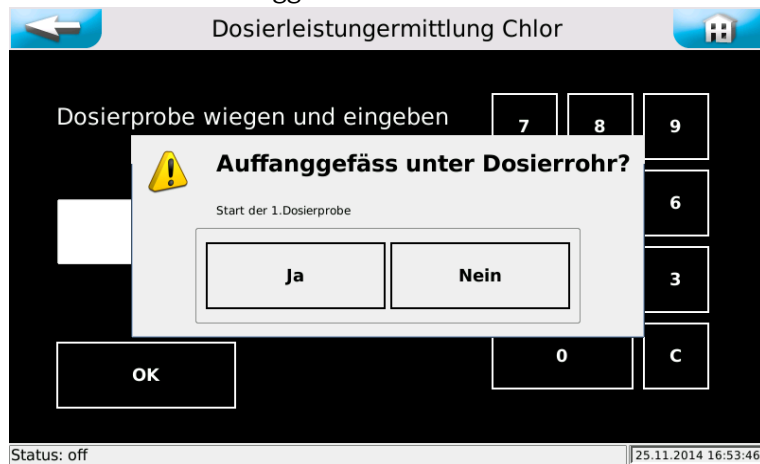 Dosierleistungermittlung Chlor
Dosierprobe wiegen und eingeben
7 8 9
Auffanggefäss unter Dosierrohr?
Start der 1.Dosierprobe
6
Ja Nein
3
0 C
OK
Status: off
25.11.2014 16:53:46